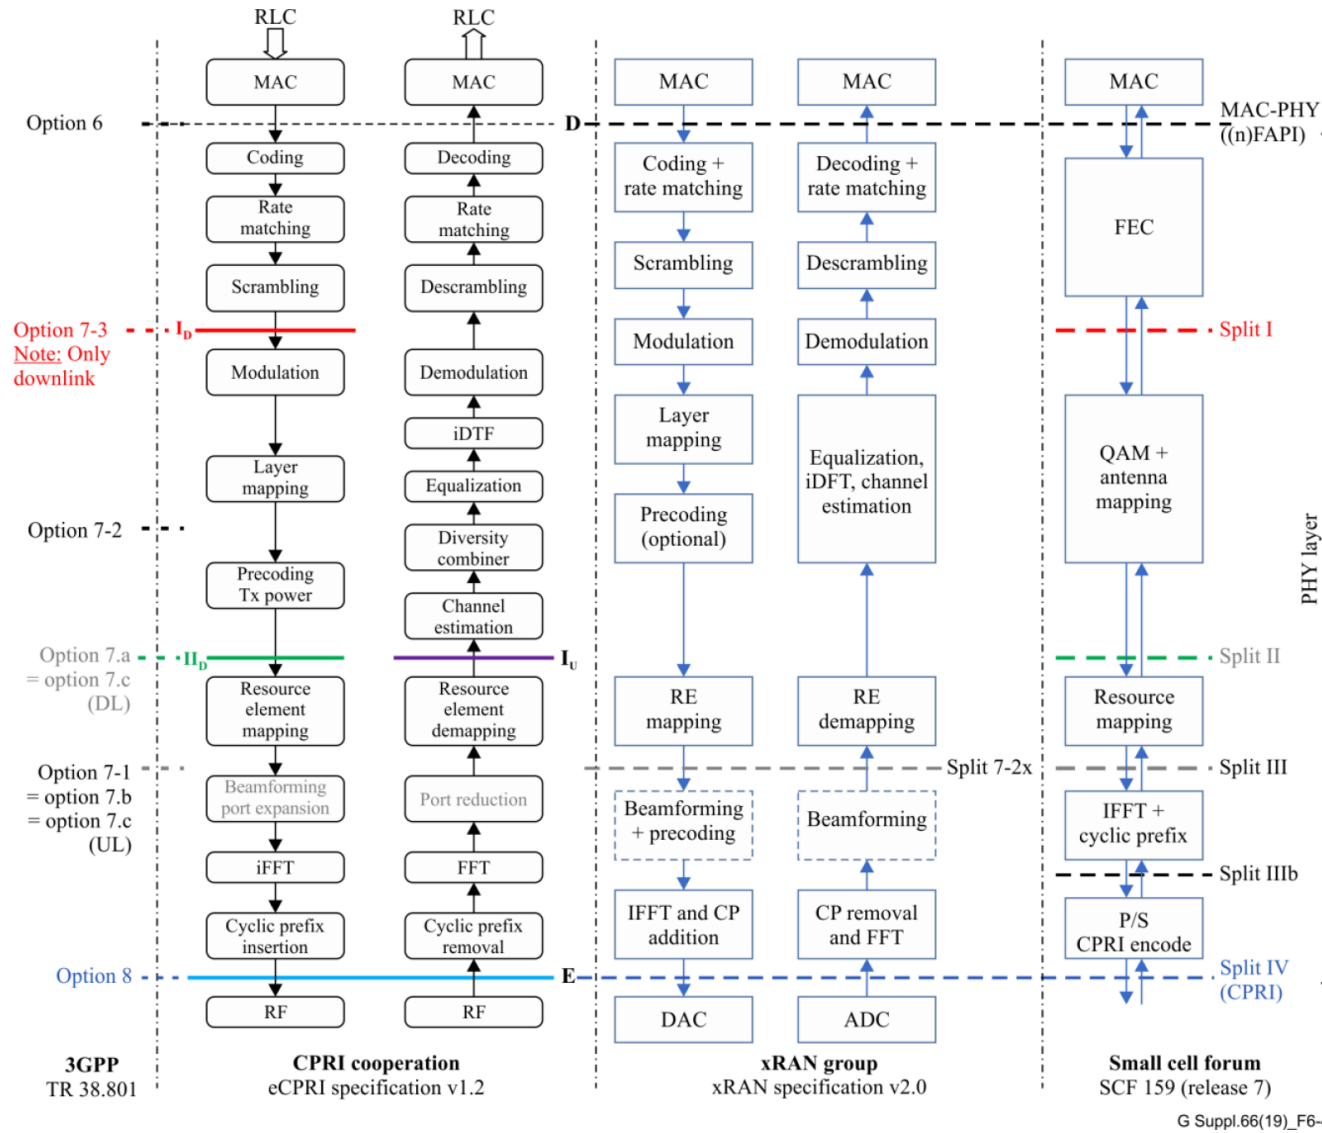 RLC
RLC
MAC
MAC
MAC
MAC
MAC
Option 6
D
MAC-PHY
((n)FAPI)
Coding
Decoding
Coding +
rate matching
Decoding +
rate matching
FEC
Rate
matching
Rate
matching
Scrambling
Descrambling
Scrambling
Descrambling
Option 7-3
Note: Only
downlink
I_D
Split I
Modulation
Demodulation
Modulation
Demodulation
iDTF
Layer
mapping
Equalization
Layer
mapping
Equalization,
iDFT, channel
estimation
QAM +
antenna
mapping
Option 7-2
Diversity
combiner
Precoding
(optional)
Precoding
Tx power
Channel
estimation
PHY layer
Option 7.a
= option 7.c
(DL)
II_D
I_U
Split II
Resource
element
mapping
Resource
element
demapping
RE
mapping
RE
demapping
Resource
mapping
Option 7-1
= option 7.b
= option 7.c
(UL)
Split 7-2x
Split III
Beamforming
port expansion
Port reduction
Beamforming
+ precoding
Beamforming
IFFT +
cyclic prefix
iFFT
FFT
Split IIIb
Cyclic prefix
insertion
Cyclic prefix
removal
IFFT and CP
addition
CP removal
and FFT
P/S
CPRI encode
Option 8
E
Split IV
(CPRI)
RF
RF
DAC
ADC
3GPP
TR 38.801
CPRI cooperation
eCPRI specification v1.2
xRAN group
xRAN specification v2.0
Small cell forum
SCF 159 (release 7)
G Suppl.66(19)_F6-